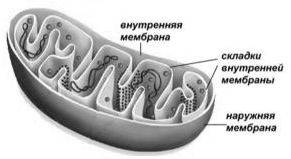 внутренняя
мембрана
складки
внутренней
мембраны
наружняя
мембрана